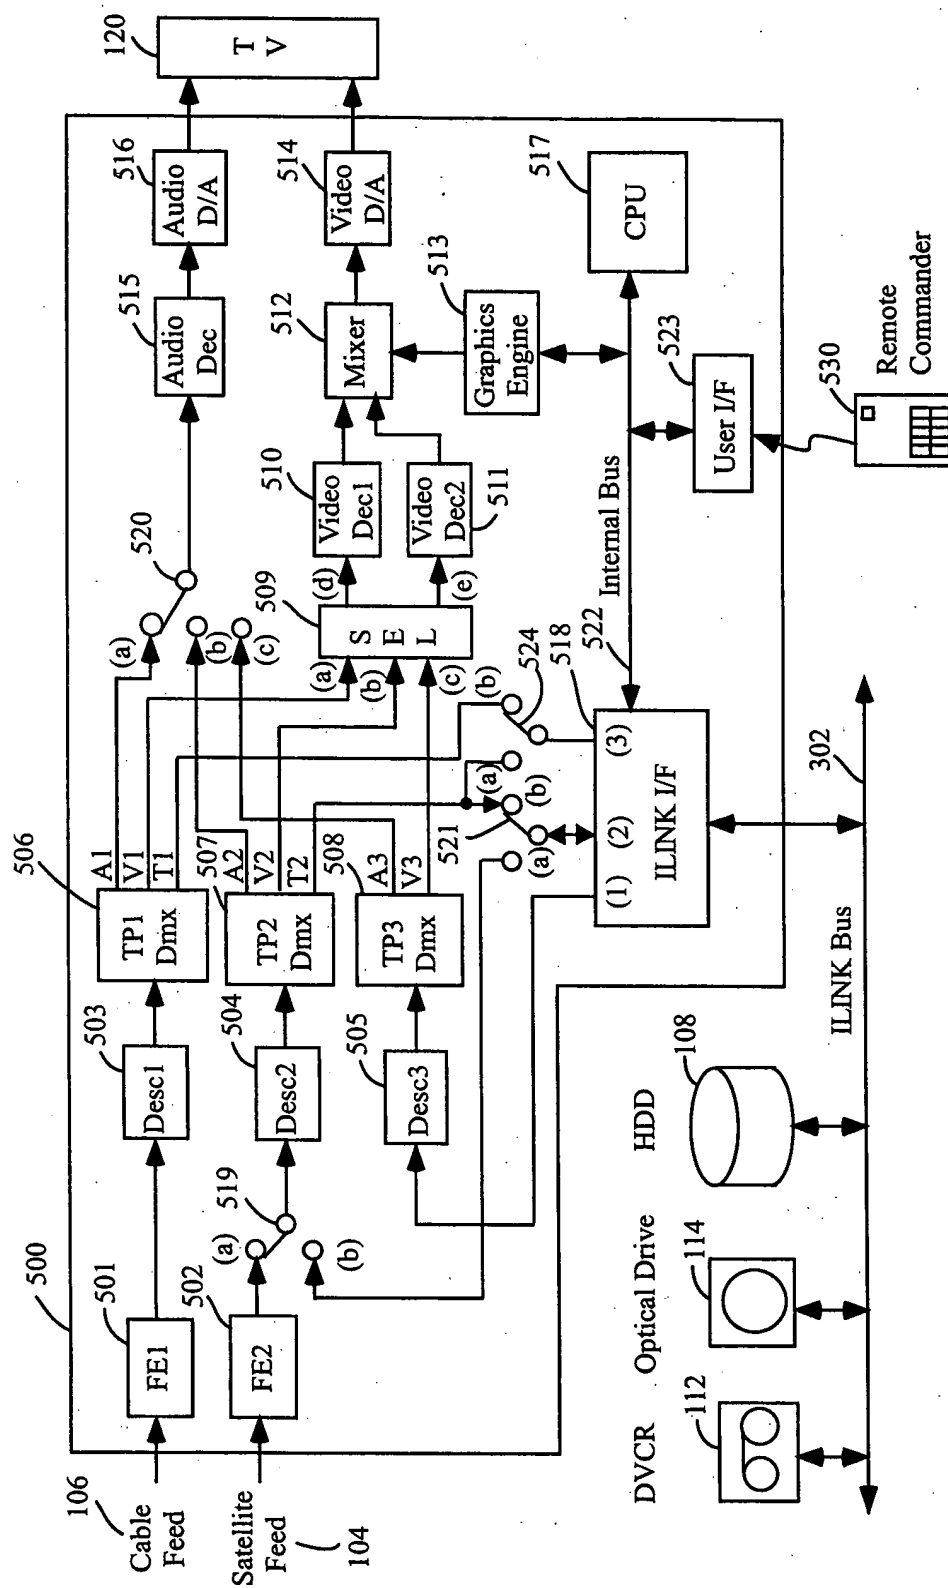 106
Cable
Feed
Satellite
Feed
104
500
501
FE1
502
FE2
(a)
519
(b)
503
Desc1
504
Desc2
505
Desc3
506
TP1
Dmx
A1
V1
T1
507
TP2
Dmx
A2
V2
T2
508
TP3
Dmx
A3
V3
(a)
520
(b)
(c)
509
S
E
L
(a)
(b)
(c)
(d)
(e)
510
Video
Dec1
Video
Dec2
511
515
Audio
Dec
516
Audio
D/A
512
Mixer
514
Video
D/A
513
Graphics
Engine
120
T
V
517
CPU
521
(a)
(b)
(a)
(b)
524
518
(1)
(2)
(3)
ILINK I/F
522
Internal Bus
523
User I/F
530
Remote
Commander
302
ILINK Bus
DVCR
112
Optical Drive
114
HDD
108